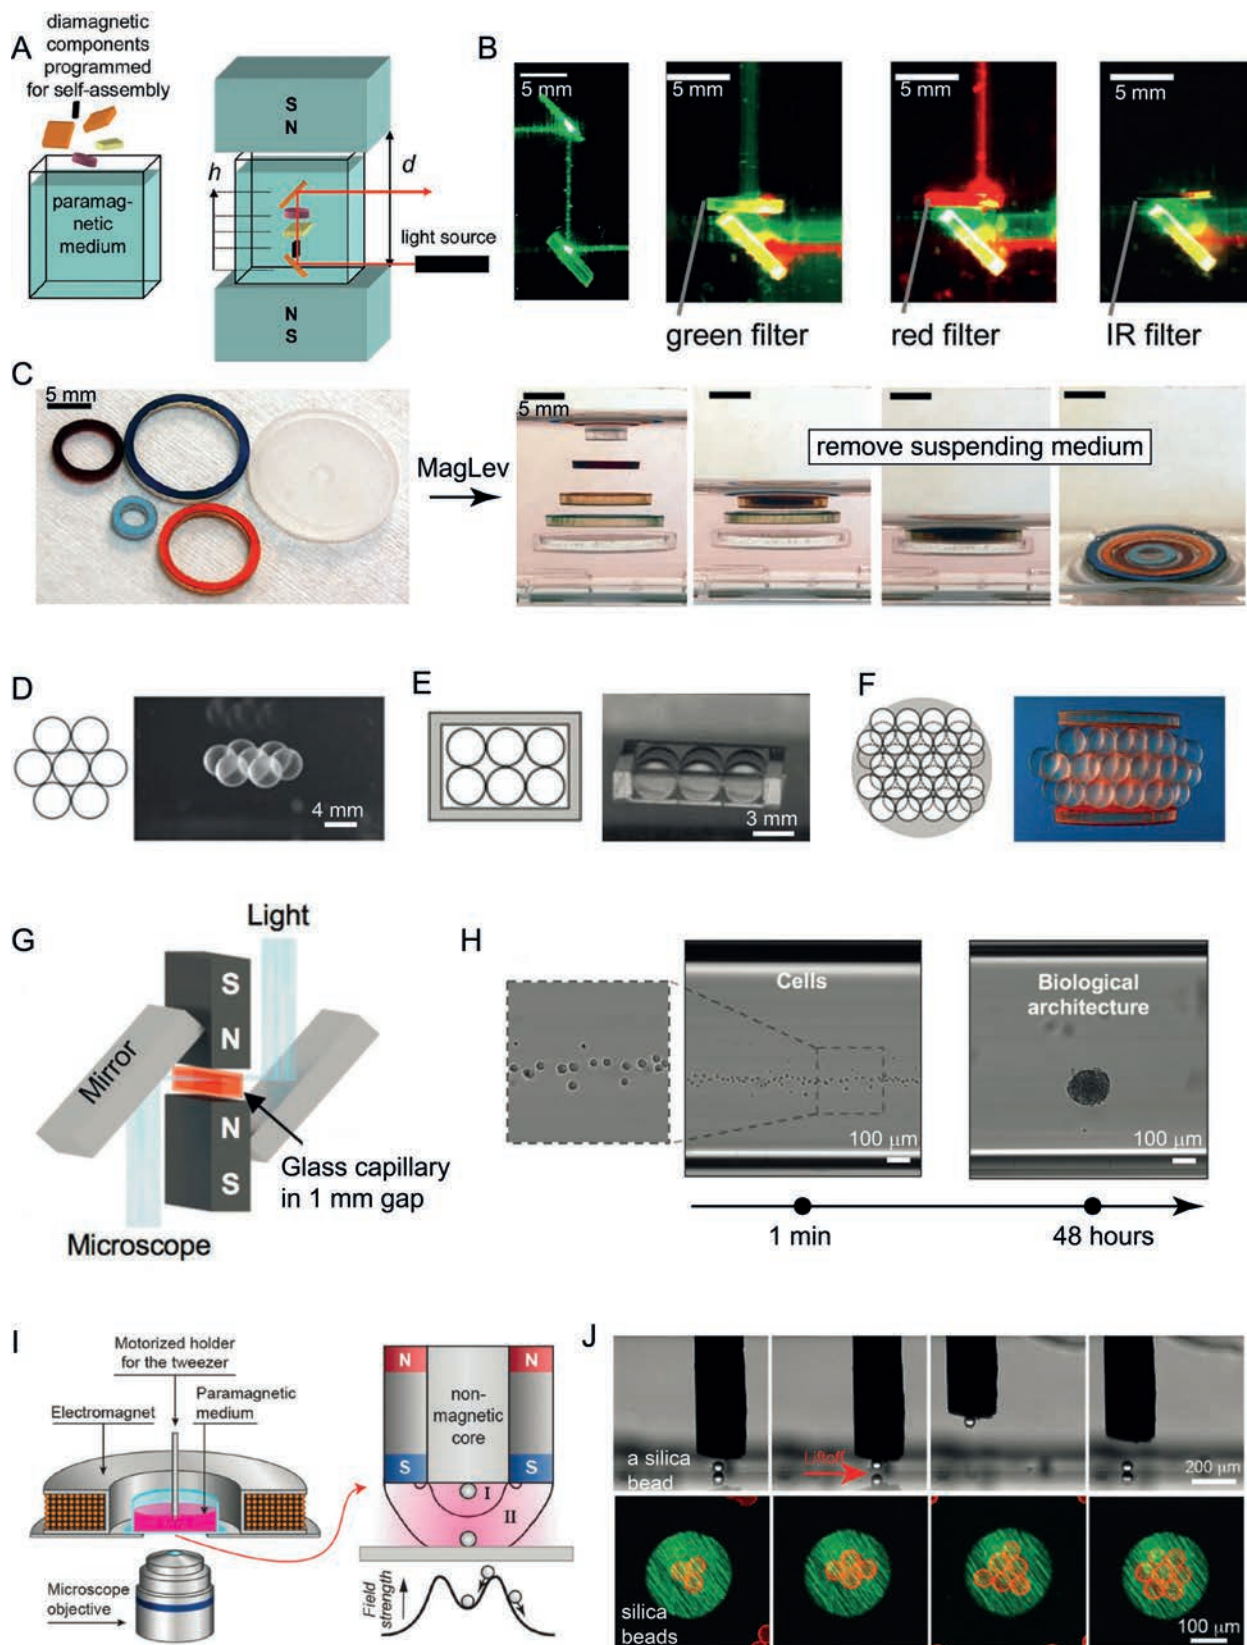 A
diamagnetic
components
programmed
for self-assembly
paramag-
netic
medium
h
S
N
d
light source
N
S
B
5 mm
5 mm
5 mm
5 mm
green filter
red filter
IR filter
C
5 mm
MagLev
5 mm
remove suspending medium
D
4 mm
E
3 mm
F
G
Light
S
N
Mirror
N
S
Glass capillary
in 1 mm gap
Microscope
H
Cells
100 μm
Biological
architecture
100 μm
1 min
48 hours
I
Motorized holder
for the tweezer
Paramagnetic
medium
Electromagnet
Microscope
objective
N
N
non-
magnetic
core
S
S
I
II
Field
strength
J
a silica
bead
Liftoff
200 μm
silica
beads
100 μm